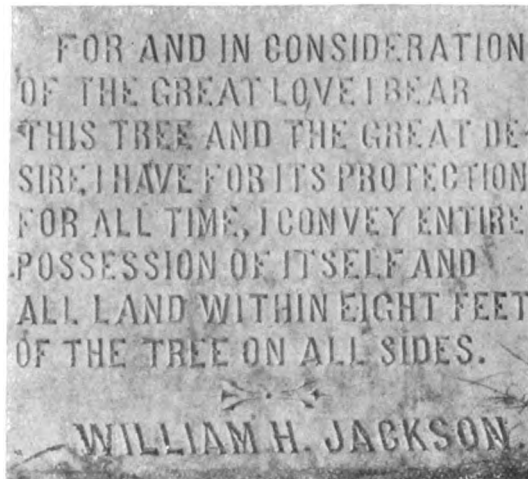 FOR AND IN CONSIDERATION
OF THE GREAT LOVE I BEAR
THIS TREE AND THE GREAT DE-
SIRE, I HAVE FOR ITS PROTECTION
FOR ALL TIME, I CONVEY ENTIRE
POSSESSION OF ITSELF AND
ALL LAND WITHIN EIGHT FEET
OF THE TREE ON ALL SIDES.
WILLIAM H. JACKSON